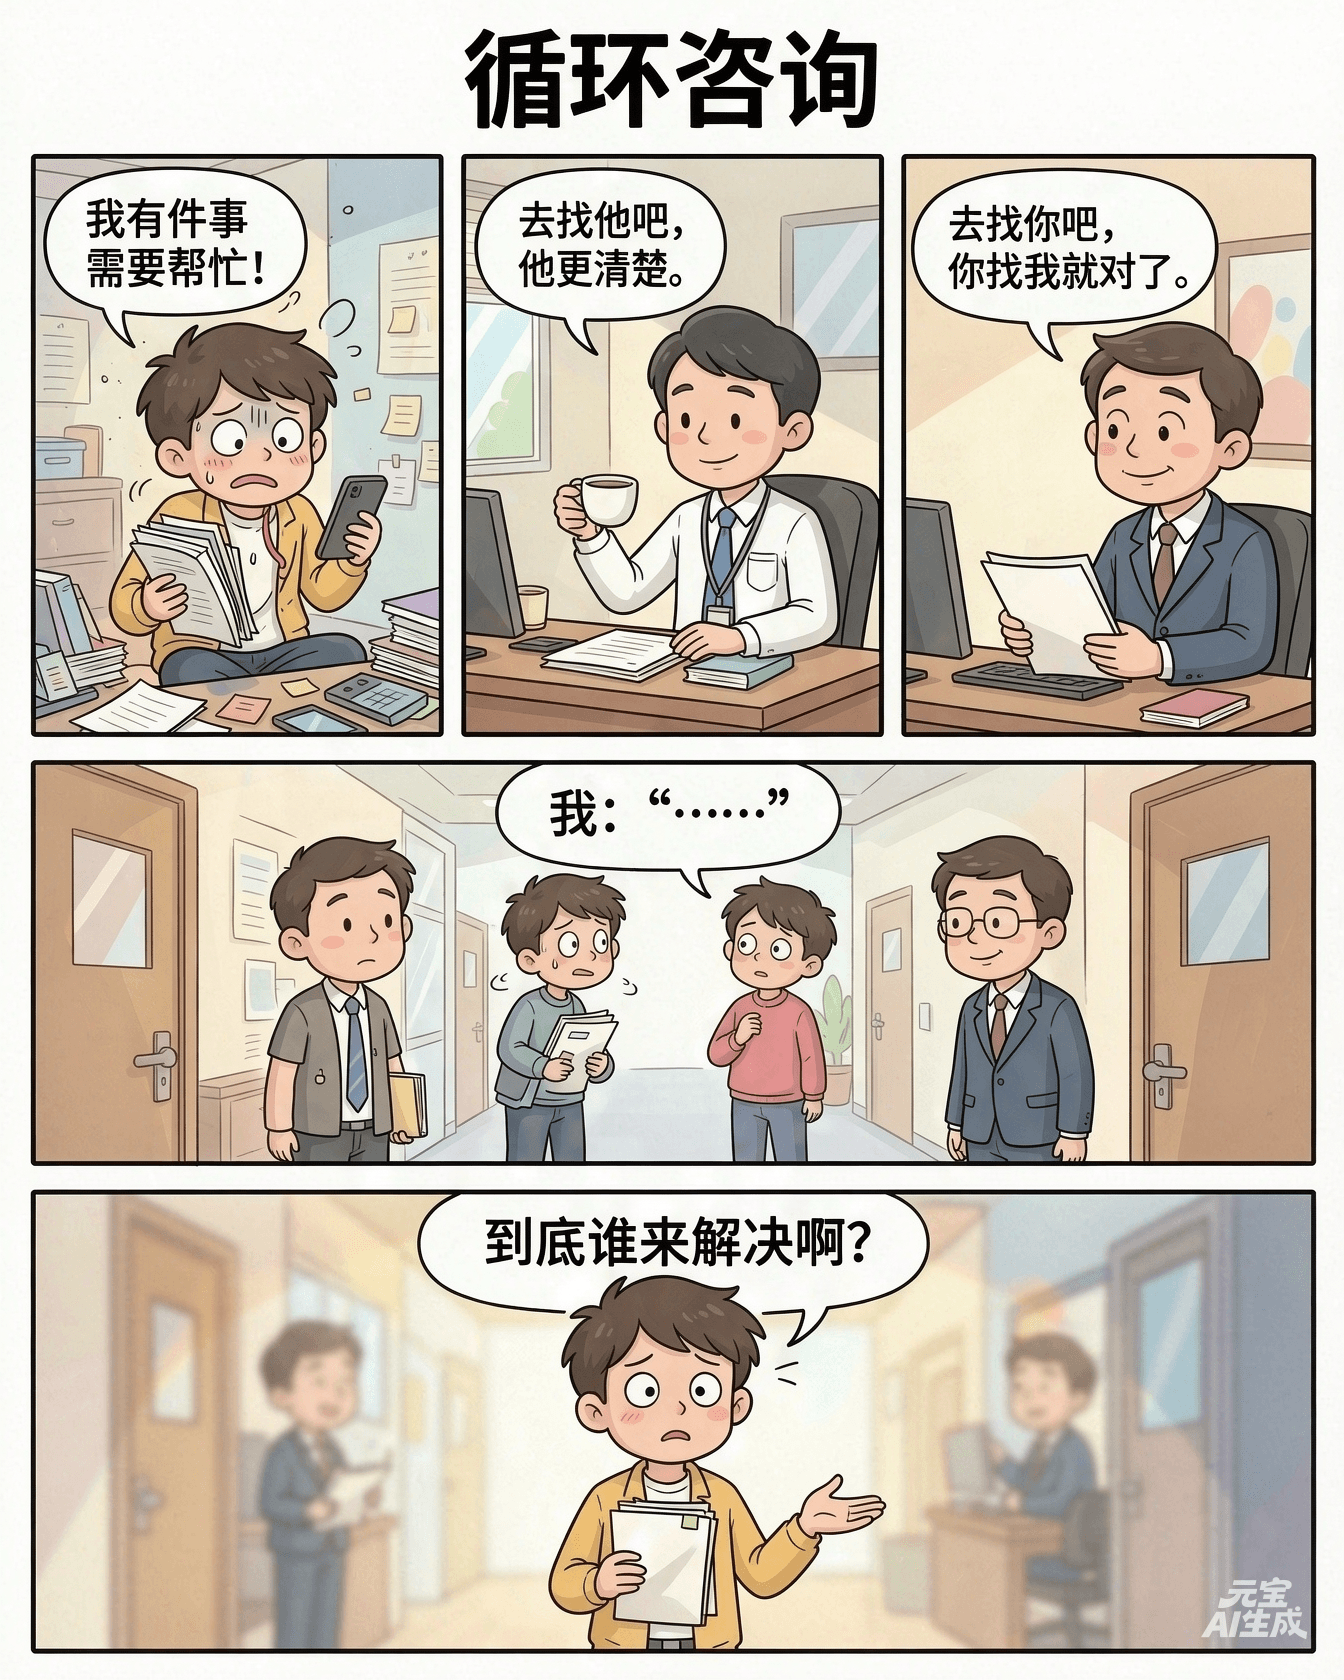 循环咨询
我有件事
需要帮忙！
去找他吧，
他更清楚。
去找你吧，
你找我就对了。
我：“……”
到底谁来解决啊？
元宝
AI生成